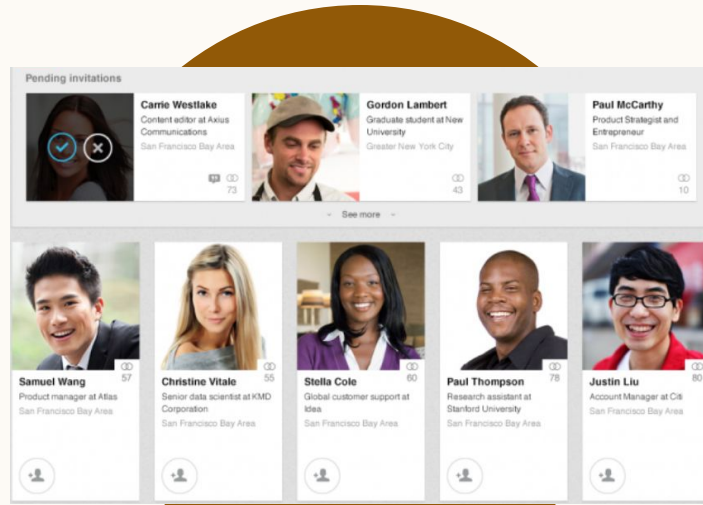 Pending invitations
Carrie Westlake
Content editor at Axius
Communications
San Francisco Bay Area
73
Gordon Lambert
Graduate student at New
University
Greater New York City
43
Paul McCarthy
Product Strategist and
Entrepreneur
San Francisco Bay Area
10
See more
57
Samuel Wang
Product manager at Atlas
San Francisco Bay Area
55
Christine Vitale
Senior data scientist at KMD
Corporation
San Francisco Bay Area
60
Stella Cole
Global customer support at
Idea
San Francisco Bay Area
78
Paul Thompson
Research assistant at
Stanford University
San Francisco Bay Area
80
Justin Liu
Account Manager at Citi
San Francisco Bay Area